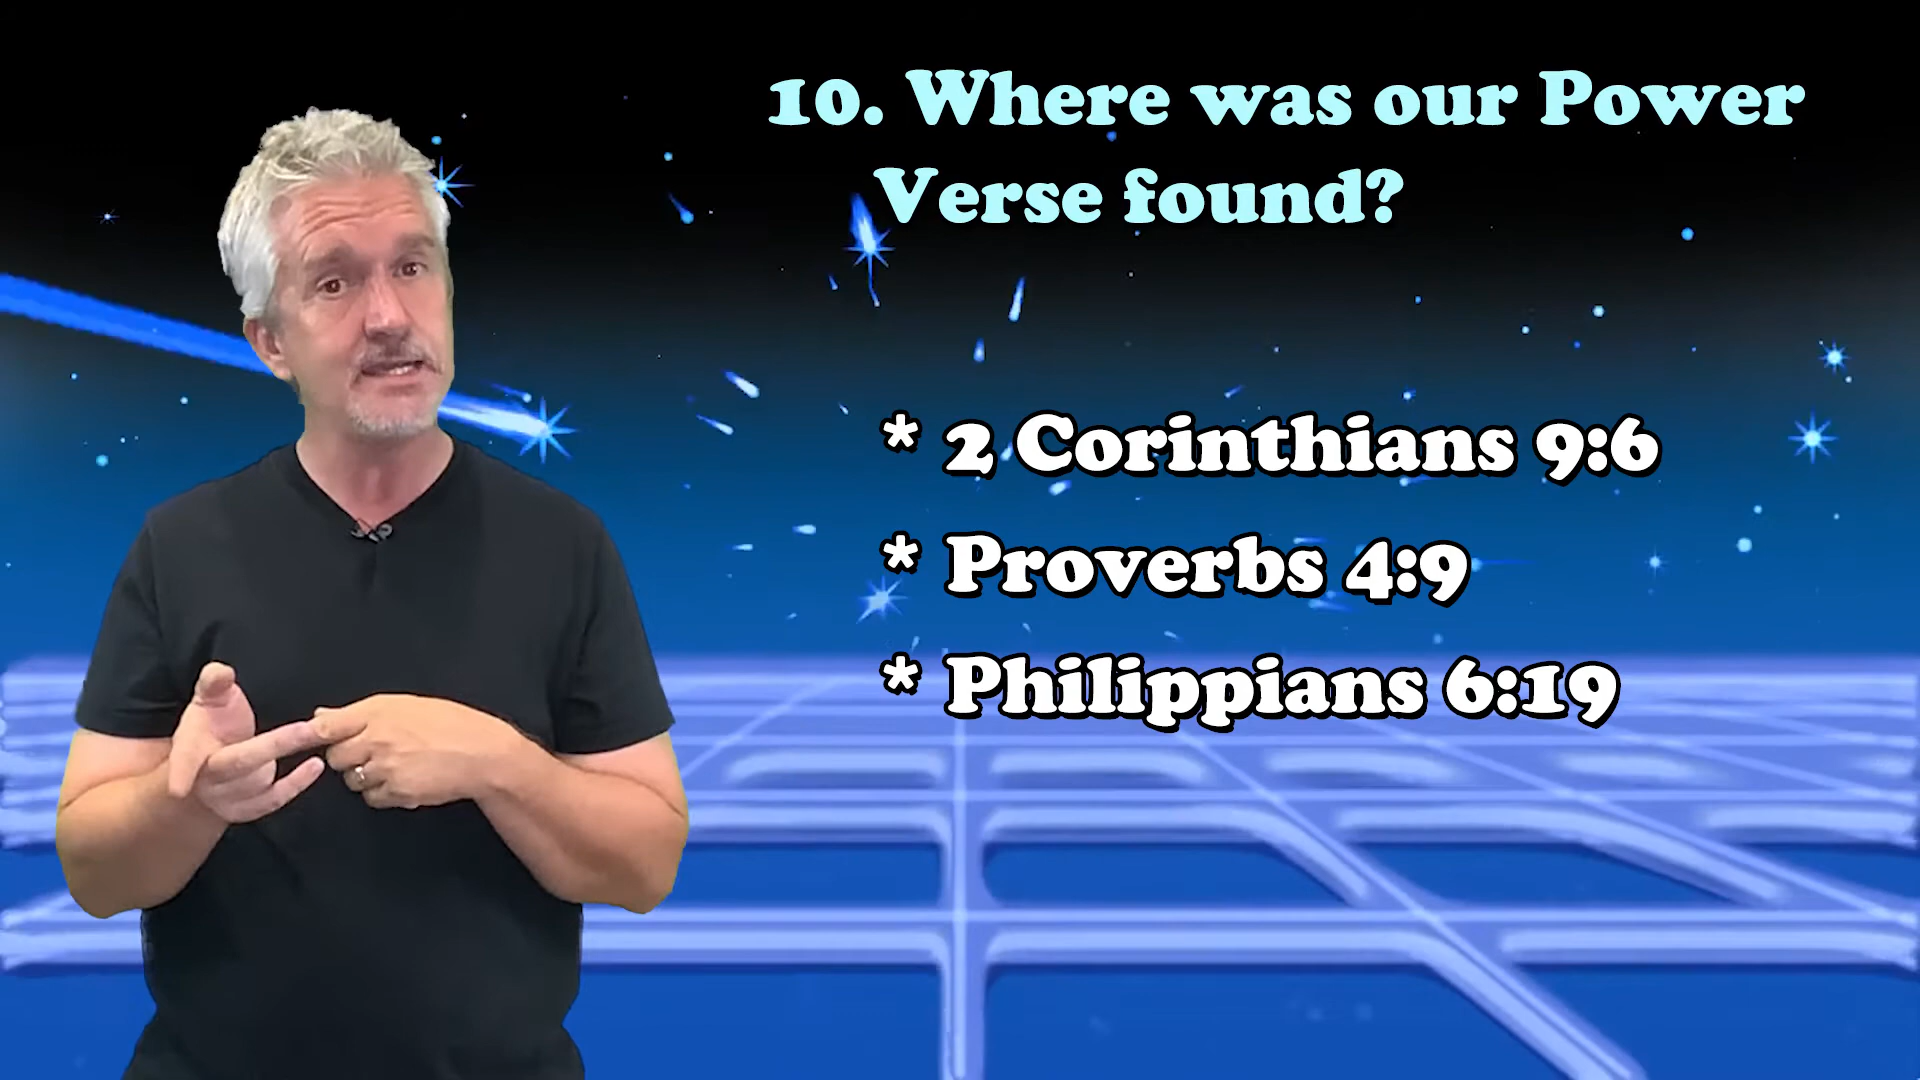 10. Where was our Power
Verse found?
* 2 Corinthians 9:6
* Proverbs 4:9
* Philippians 6:19